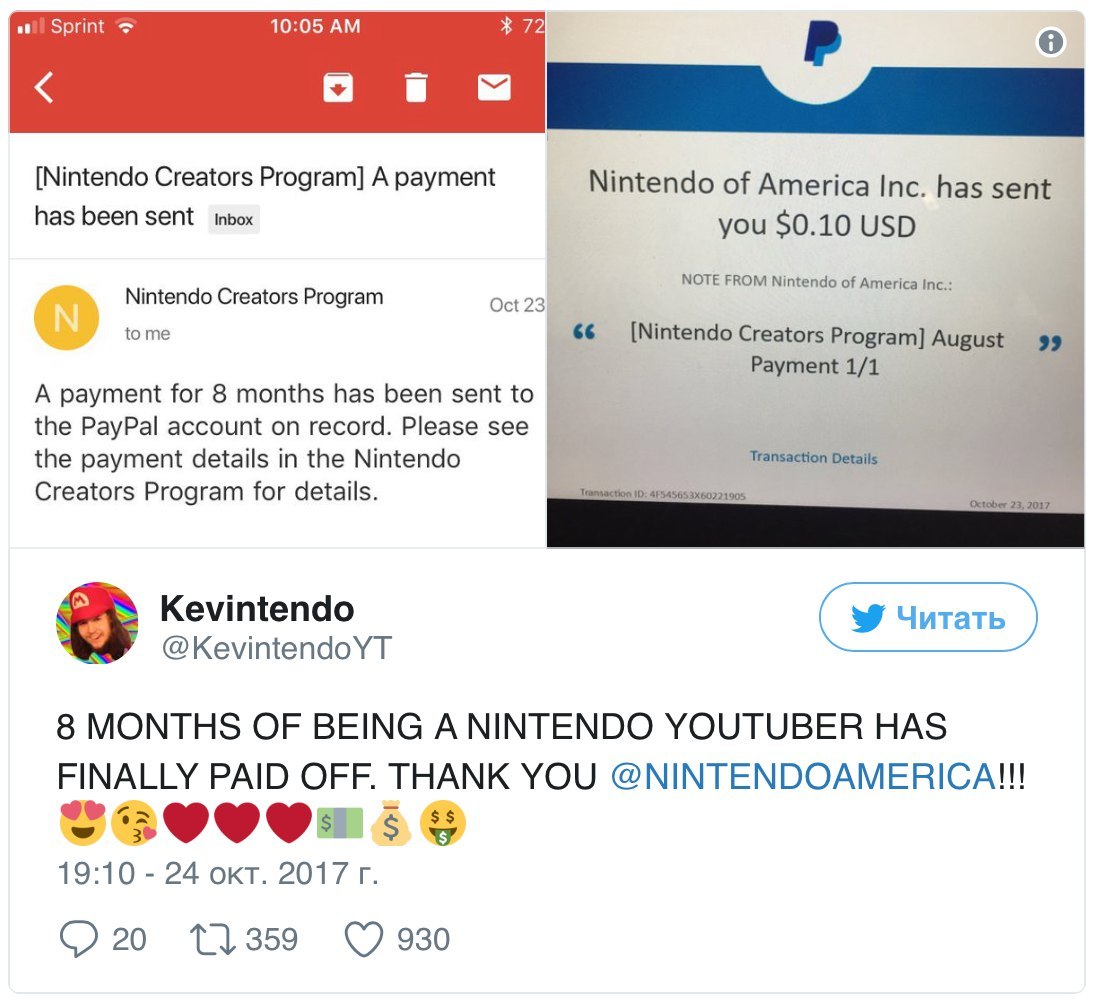 Sprint
10:05 AM
72
[Nintendo Creators Program] A payment
has been sent Inbox
N
Nintendo Creators Program
Oct 23
to me
A payment for 8 months has been sent to
the PayPal account on record. Please see
the payment details in the Nintendo
Creators Program for details.
Nintendo of America Inc. has sent
you $0.10 USD
NOTE FROM Nintendo of America Inc.:
“ [Nintendo Creators Program] August ”
Payment 1/1
Transaction Details
Transaction ID: 4F545653X60221905
October 23, 2017
Kevintendo
@KevintendoYT
Читать
8 MONTHS OF BEING A NINTENDO YOUTUBER HAS
FINALLY PAID OFF. THANK YOU @NINTENDOAMERICA!!!
😍😘❤❤❤💵💰🤑
19:10 - 24 окт. 2017 г.
20 359 930